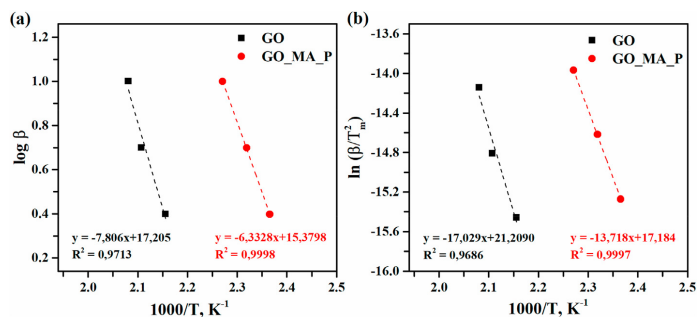 (a)
GO
GO_MA_P
log β
1.2
1.0
0.8
0.6
0.4
0.2
y = -7,806x+17,205
R² = 0,9713
y = -6,3328x+15,3798
R² = 0,9998
2.0 2.1 2.2 2.3 2.4 2.5
1000/T, K⁻¹
(b)
GO
GO_MA_P
ln (β/T²ₘ)
-13.6
-14.0
-14.4
-14.8
-15.2
-15.6
-16.0
y = -17,029x+21,2090
R² = 0,9686
y = -13,718x+17,184
R² = 0,9997
2.0 2.1 2.2 2.3 2.4 2.5
1000/T, K⁻¹